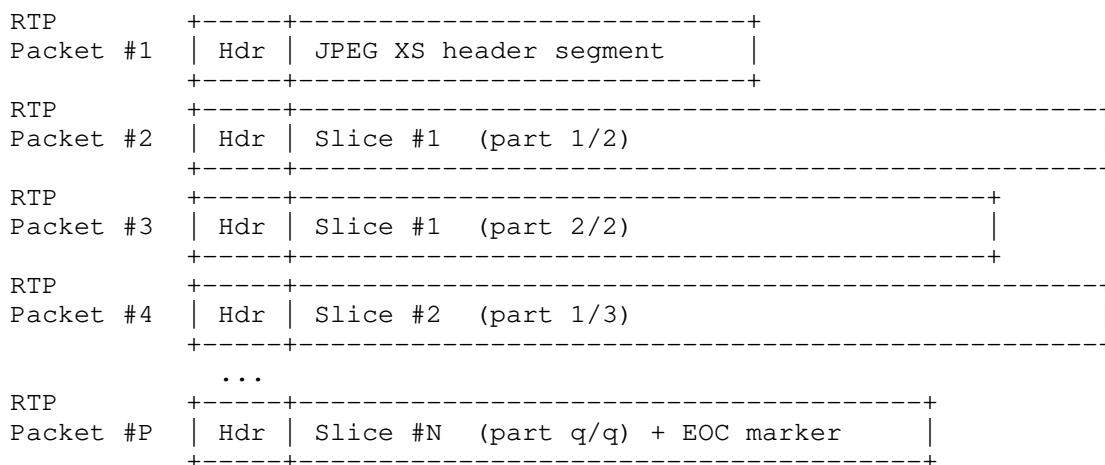 RTP +-----+----------------------------+
Packet #1 | Hdr | JPEG XS header segment |
+-----+----------------------------+
RTP +-----+---------------------------------------------------
Packet #2 | Hdr | Slice #1 (part 1/2) |
+-----+---------------------------------------------------
RTP +-----+-------------------------------------------+
Packet #3 | Hdr | Slice #1 (part 2/2) |
+-----+-------------------------------------------+
RTP +-----+---------------------------------------------------
Packet #4 | Hdr | Slice #2 (part 1/3) |
+-----+---------------------------------------------------
...
RTP +-----+---------------------------------------+
Packet #P | Hdr | Slice #N (part q/q) + EOC marker |
+-----+---------------------------------------+